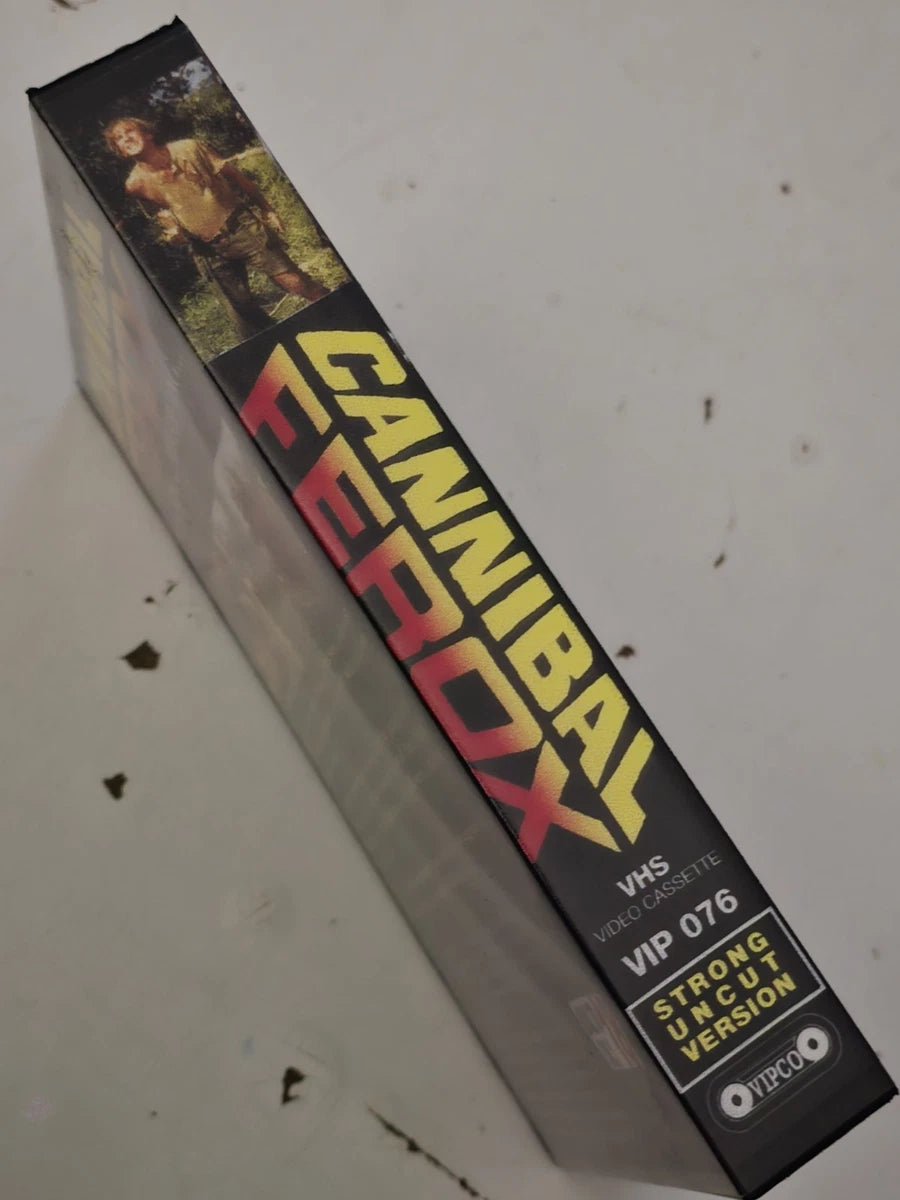 CANNIBAL
FEROX
VHS
VIDEO CASSETTE
VIP 076
STRONG
UNCUT
VERSION
VIPCO